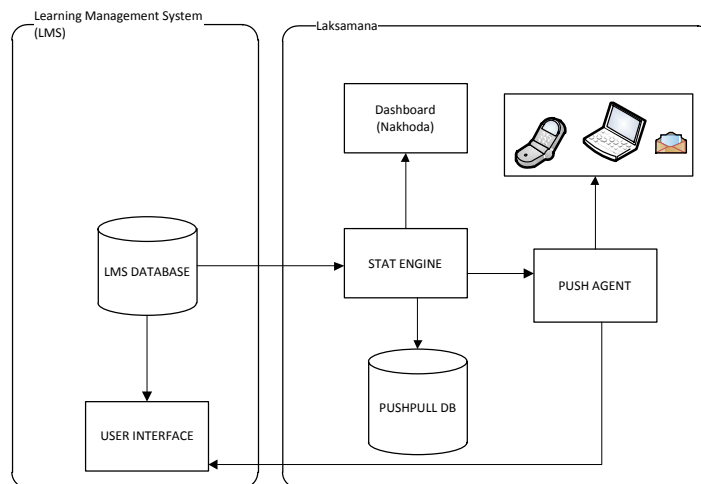 Learning Management System
(LMS)
Laksamana
Dashboard
(Nakhoda)
LMS DATABASE
STAT ENGINE
PUSH AGENT
PUSHPULL DB
USER INTERFACE